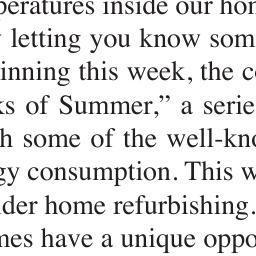 peratures inside our hom
letting you know som
inning this week, the c
ks of Summer,” a serie
h some of the well-kno
gy consumption. This w
der home refurbishing.
mes have a unique oppo